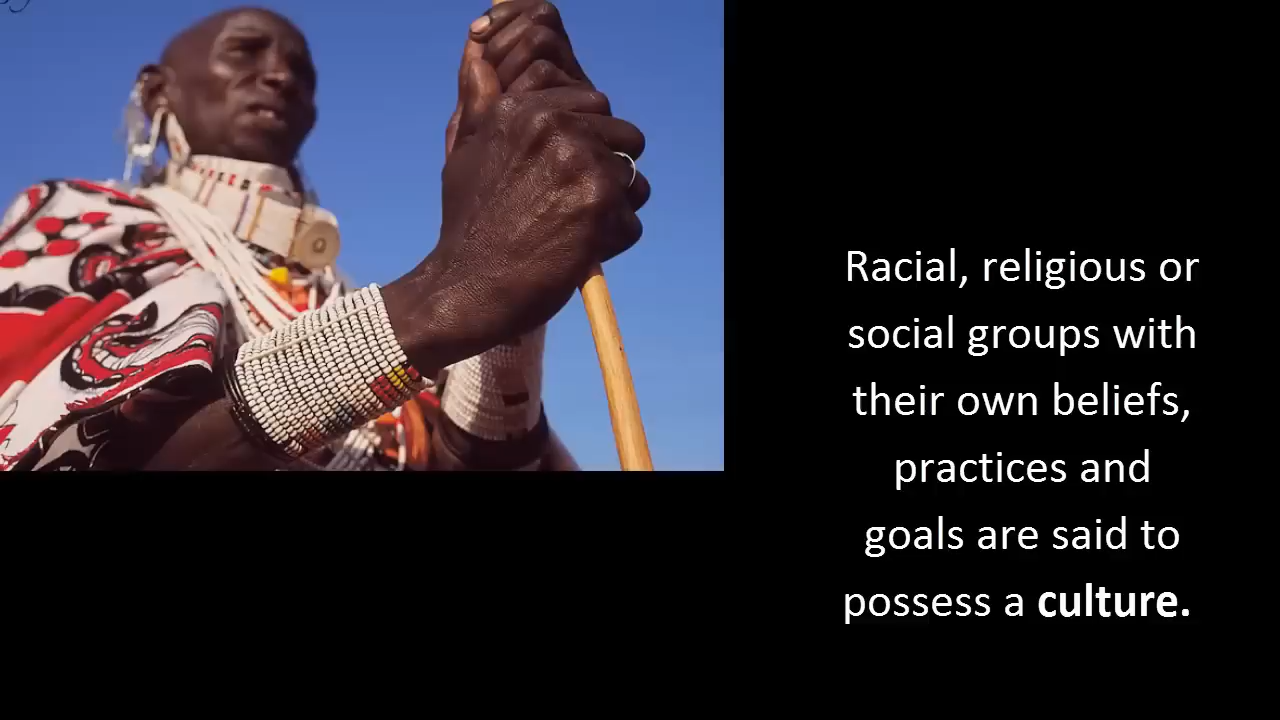 Racial, religious or
social groups with
their own beliefs,
practices and
goals are said to
possess a culture.